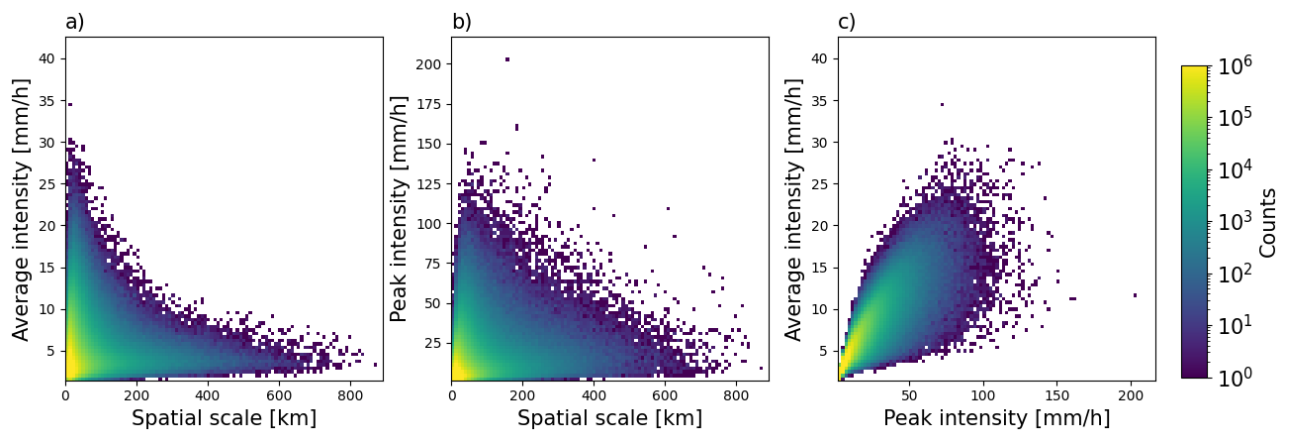 a)
Average intensity [mm/h]
40
35
30
25
20
15
10
5
0 200 400 600 800
Spatial scale [km]
b)
Peak intensity [mm/h]
200
175
150
125
100
75
50
25
0 200 400 600 800
Spatial scale [km]
c)
Average intensity [mm/h]
40
35
30
25
20
15
10
5
50 100 150 200
Peak intensity [mm/h]
10^6
10^5
10^4
10^3
10^2
10^1
10^0
Counts